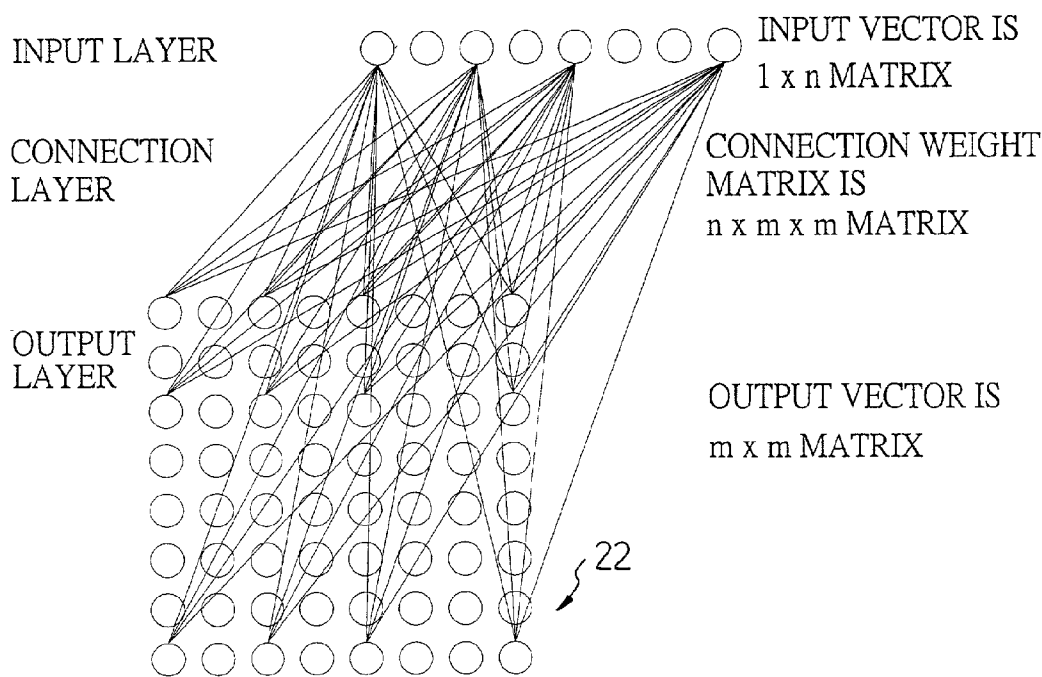 INPUT LAYER
INPUT VECTOR IS
1 x n MATRIX
CONNECTION
LAYER
CONNECTION WEIGHT
MATRIX IS
n x m x m MATRIX
OUTPUT
LAYER
OUTPUT VECTOR IS
m x m MATRIX
22